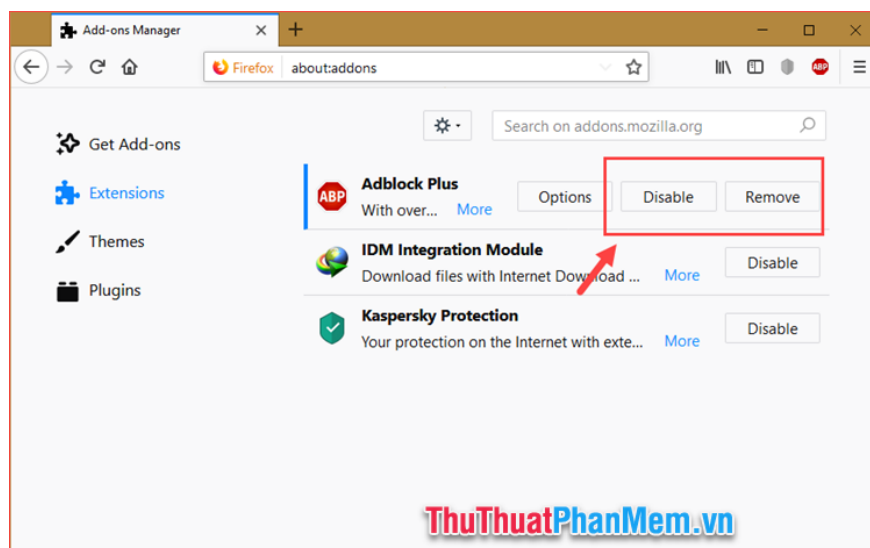 Add-ons Manager
Firefox about:addons
ABP
Search on addons.mozilla.org
Get Add-ons
Extensions
Themes
Plugins
ABP
Adblock Plus
With over... More
Options
Disable
Remove
IDM Integration Module
Download files with Internet Download ... More
Disable
Kaspersky Protection
Your protection on the Internet with exte... More
Disable
ThuThuatPhanMem.vn